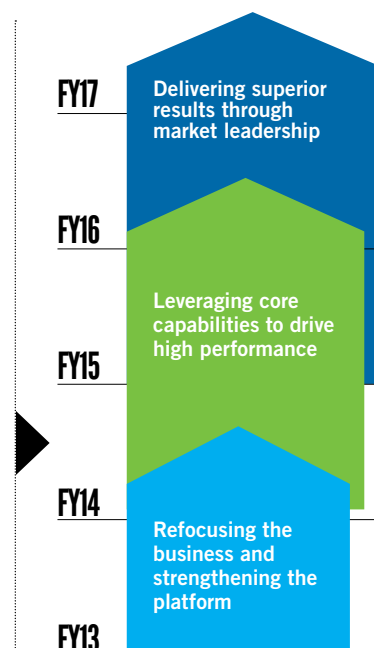 FY17
Delivering superior
results through
market leadership
FY16
Leveraging core
capabilities to drive
high performance
FY15
FY14
Refocusing the
business and
strengthening the
platform
FY13